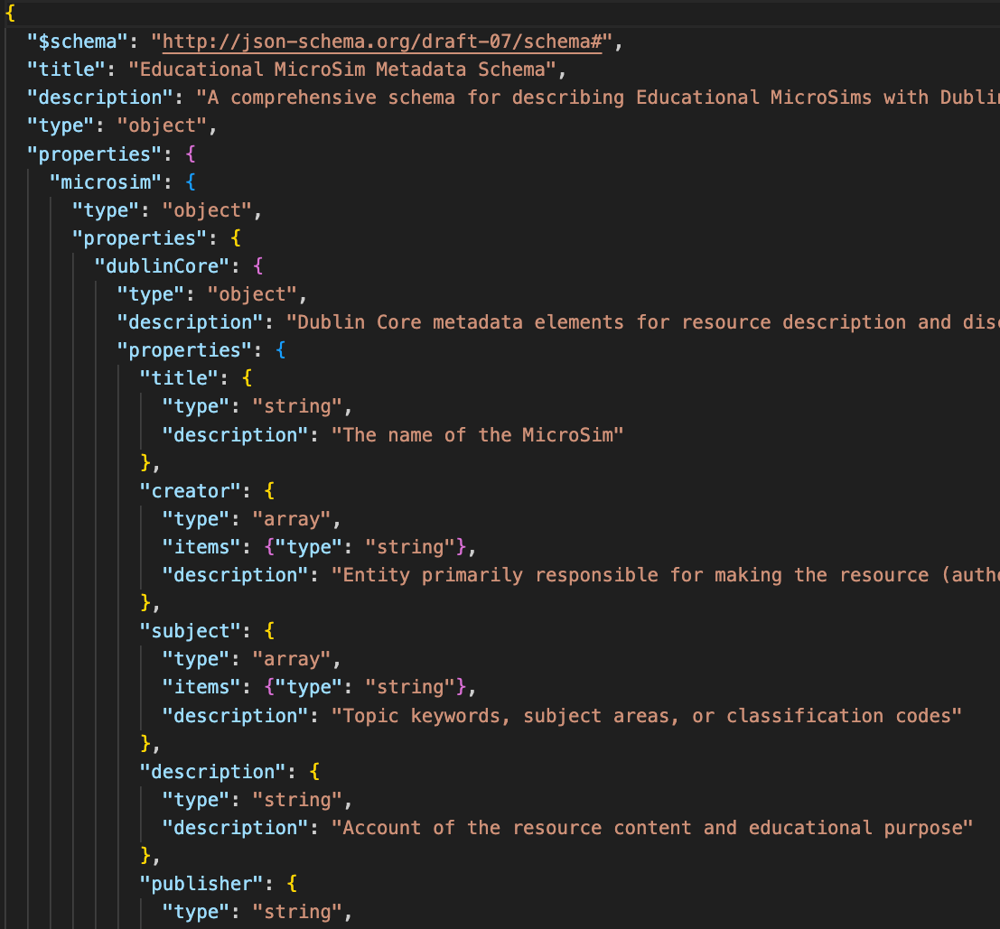 {
"$schema": "http://json-schema.org/draft-07/schema#",
"title": "Educational MicroSim Metadata Schema",
"description": "A comprehensive schema for describing Educational MicroSims with Dublin
"type": "object",
"properties": {
"microsim": {
"type": "object",
"properties": {
"dublinCore": {
"type": "object",
"description": "Dublin Core metadata elements for resource description and
"properties": {
"title": {
"type": "string",
"description": "The name of the MicroSim"
},
"creator": {
"type": "array",
"items": {"type": "string"},
"description": "Entity primarily responsible for making the resource
},
"subject": {
"type": "array",
"items": {"type": "string"},
"description": "Topic keywords, subject areas, or classification codes"
},
"description": {
"type": "string",
"description": "Account of the resource content and educational purpose"
},
"publisher": {
"type": "string",